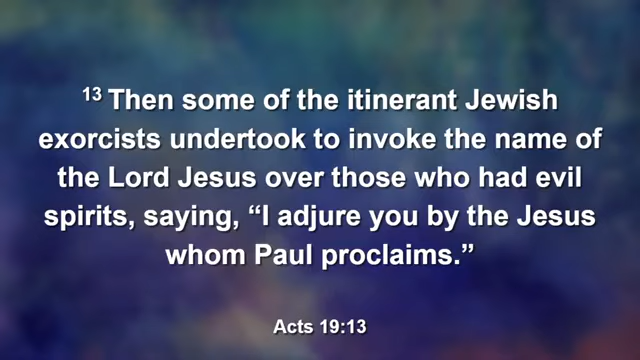 13 Then some of the itinerant Jewish
exorcists undertook to invoke the name of
the Lord Jesus over those who had evil
spirits, saying, “I adjure you by the Jesus
whom Paul proclaims.”
Acts 19:13